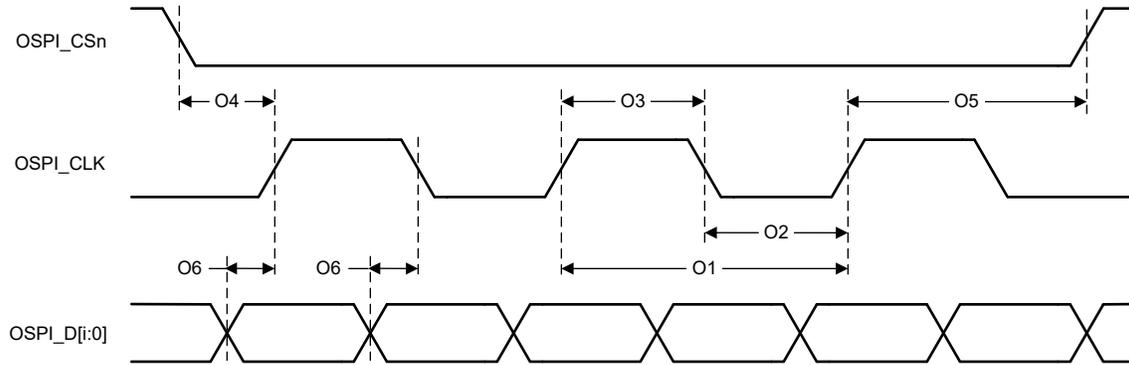 OSPI_CSn
O4
O3
O5
OSPI_CLK
O2
O6
O6
O1
OSPI_D[i:0]